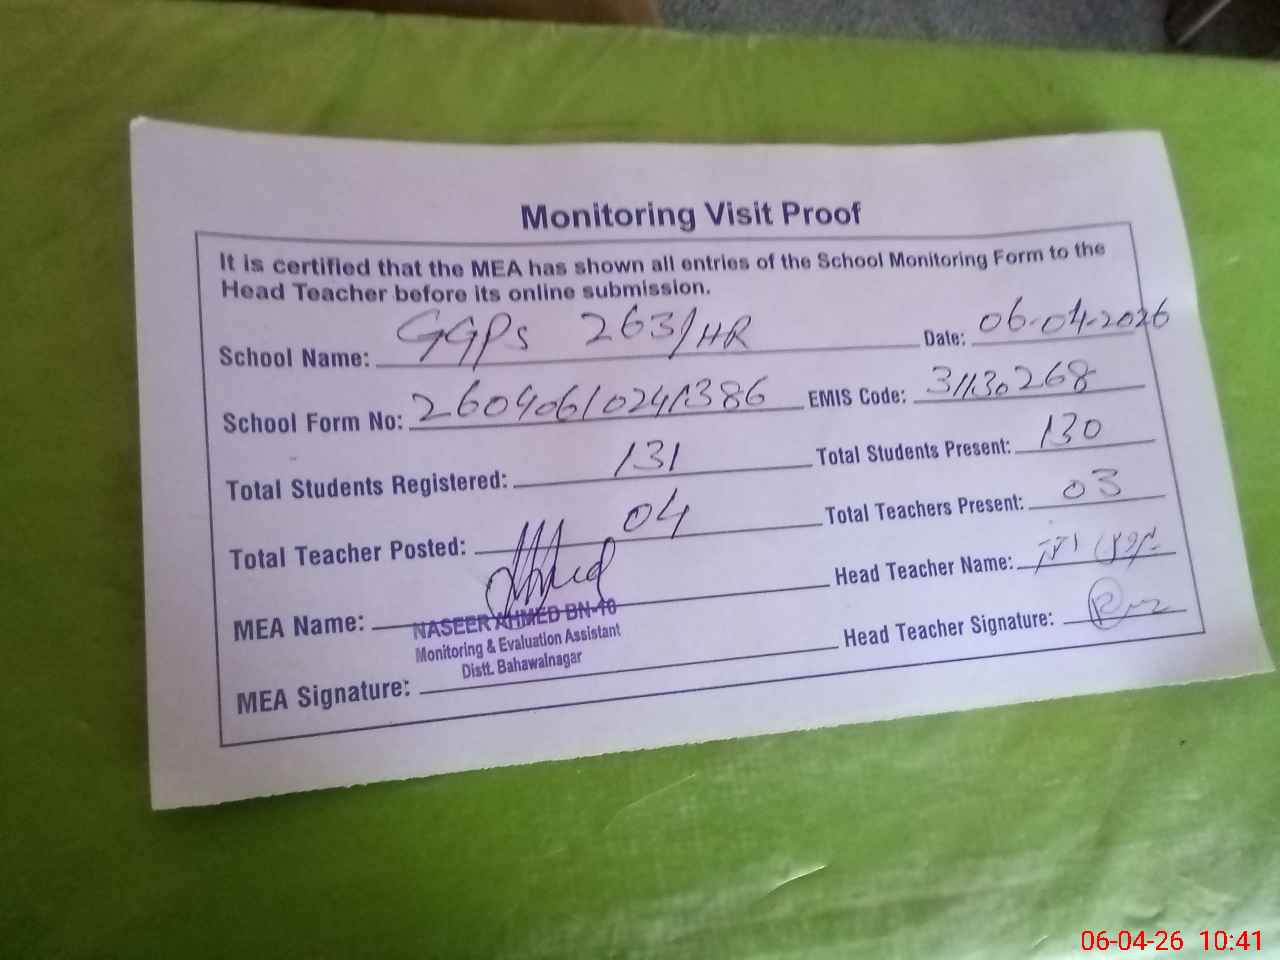 Monitoring Visit Proof
It is certified that the MEA has shown all entries of the School Monitoring Form to the
Head Teacher before its online submission.
School Name: GGPS 263/HR Date: 06-04-2026
School Form No: 26040610241386 EMIS Code: 31130268
Total Students Registered: 131 Total Students Present: 130
Total Teacher Posted: 04 Total Teachers Present: 03
MEA Name: Head Teacher Name:
NASEER AHMED BN-10
Monitoring & Evaluation Assistant
Distt. Bahawalnagar
MEA Signature: Head Teacher Signature:
06-04-26 10:41